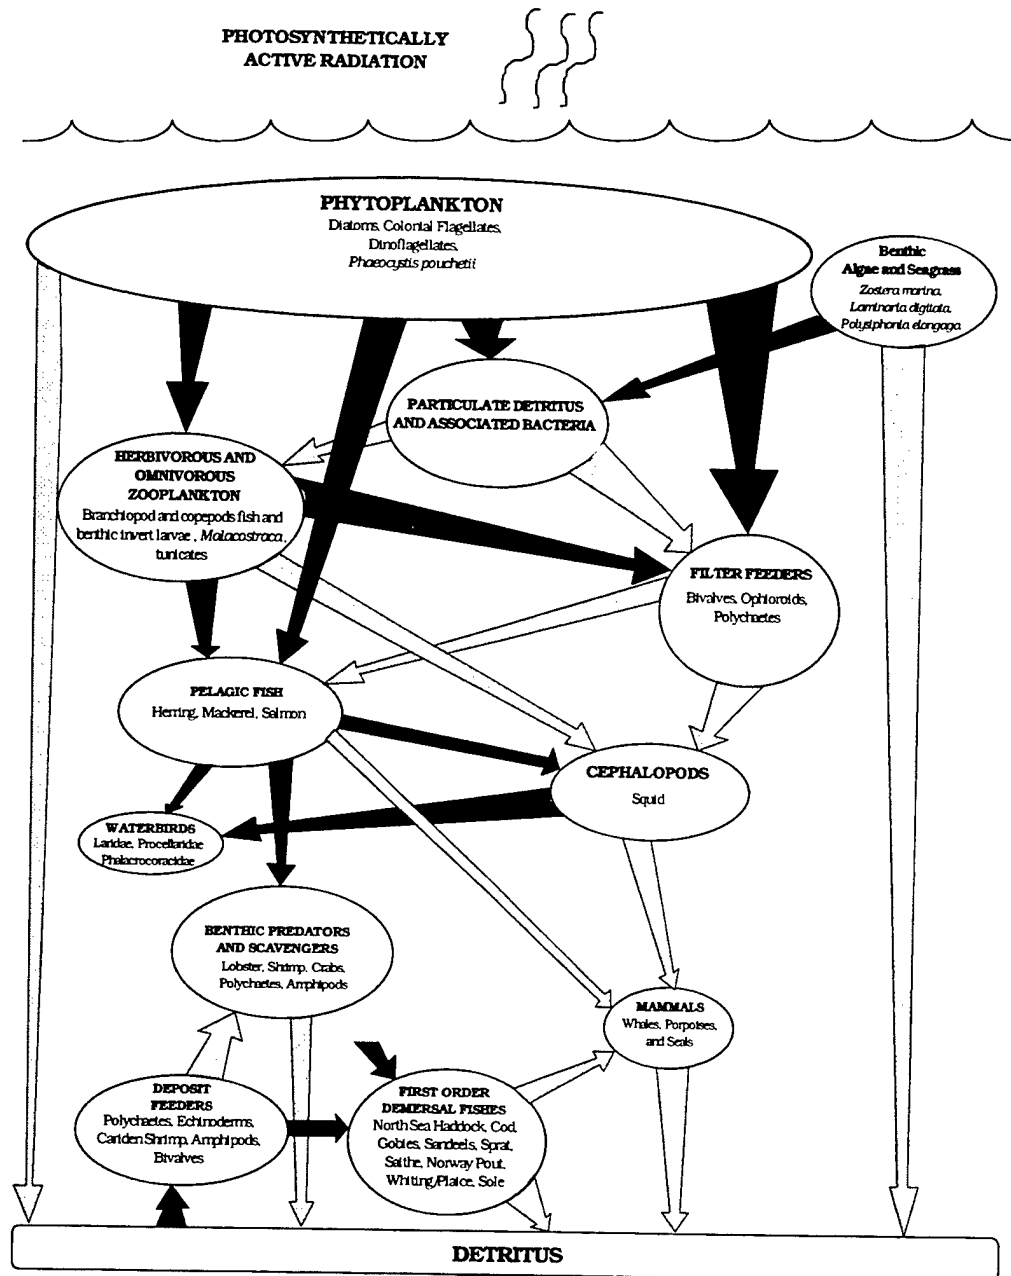 PHOTOSYNTHETICALLY
ACTIVE RADIATION
PHYTOPLANKTON
Diatoms, Colonial Flagellates,
Dinoflagellates,
Phaeocystis pouchetii
Benthic
Algae and Seagrass
Zostera marina,
Laminaria digitata,
Polysiphonia elongaga
PARTICULATE DETRITUS
AND ASSOCIATED BACTERIA
HERBIVOROUS AND
OMNIVOROUS
ZOOPLANKTON
Branchiopod and copepods fish and
benthic invert larvae , Malacostraca,
tunicates
FILTER FEEDERS
Bivalves, Ophioroids,
Polychaetes
PELAGIC FISH
Herring, Mackerel, Salmon
CEPHALOPODS
Squid
WATERBIRDS
Laridae, Procellaridae
Phalacrocoracidae
BENTHIC PREDATORS
AND SCAVENGERS
Lobster, Shrimp, Crabs,
Polychaetes, Amphipods
MAMMALS
Whales, Porpoises,
and Seals
DEPOSIT
FEEDERS
Polychaetes, Echinoderms,
Cariden Shrimp, Amphipods,
Bivalves
FIRST ORDER
DEMERSAL FISHES
North Sea Haddock, Cod,
Gobies, Sandeels, Sprat,
Saithe, Norway Pout,
Whiting/Plaice, Sole
DETRITUS